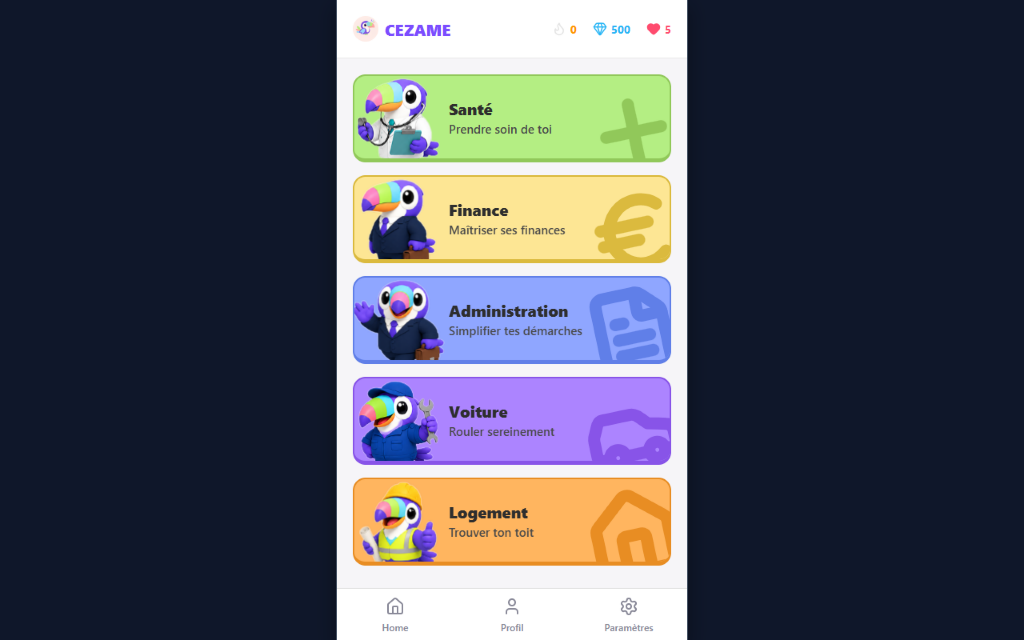 CEZAME
0
500
5
Santé
Prendre soin de toi
Finance
Maîtriser ses finances
Administration
Simplifier tes démarches
Voiture
Rouler sereinement
Logement
Trouver ton toit
Home
Profil
Paramètres